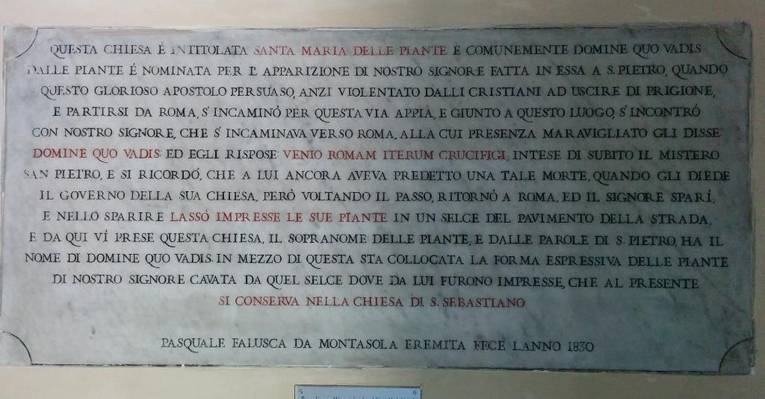 QUESTA CHIESA É INTITOLATA SANTA MARIA DELLE PIANTE E COMUNEMENTE DOMINE QUO VADIS
DALLE PIANTE É NOMINATA PER L' APPARIZIONE DI NOSTRO SIGNORE FATTA IN ESSA A S. PIETRO, QUANDO
QUESTO GLORIOSO APOSTOLO PERSUASO, ANZI VIOLENTATO DALLI CRISTIANI AD USCIRE DI PRIGIONE,
E PARTIRSI DA ROMA, S' INCAMINÓ PER QUESTA VIA APPIA, E GIUNTO A QUESTO LUOGO, S' INCONTRÓ
CON NOSTRO SIGNORE, CHE S' INCAMINAVA VERSO ROMA, ALLA CUI PRESENZA MARAVIGLIATO GLI DISSE
DOMINE QUO VADIS ED EGLI RISPOSE VENIO ROMAM ITERUM CRUCIFIGI, INTESE DI SUBITO IL MISTERO
SAN PIETRO, E SI RICORDÓ, CHE A LUI ANCORA AVEVA PREDETTO UNA TALE MORTE, QUANDO GLI DIEDE
IL GOVERNO DELLA SUA CHIESA, PERÓ VOLTANDO IL PASSO, RITORNÓ A ROMA, ED IL SIGNORE SPARÍ,
E NELLO SPARIRE LASSÓ IMPRESSE LE SUE PIANTE IN UN SELCE DEL PAVIMENTO DELLA STRADA,
E DA QUI VÍ PRESE QUESTA CHIESA, IL SOPRANOME DELLE PIANTE, E DALLE PAROLE DI S. PIETRO, HA IL
NOME DI DOMINE QUO VADIS. IN MEZZO DI QUESTA STA COLLOCATA LA FORMA ESPRESSIVA DELLE PIANTE
DI NOSTRO SIGNORE CAVATA DA QUEL SELCE DOVE DA LUI FURONO IMPRESSE, CHE AL PRESENTE
SI CONSERVA NELLA CHIESA DI S. SEBASTIANO
PASQUALE FALUSCA DA MONTASOLA EREMITA FECE L'ANNO 1830